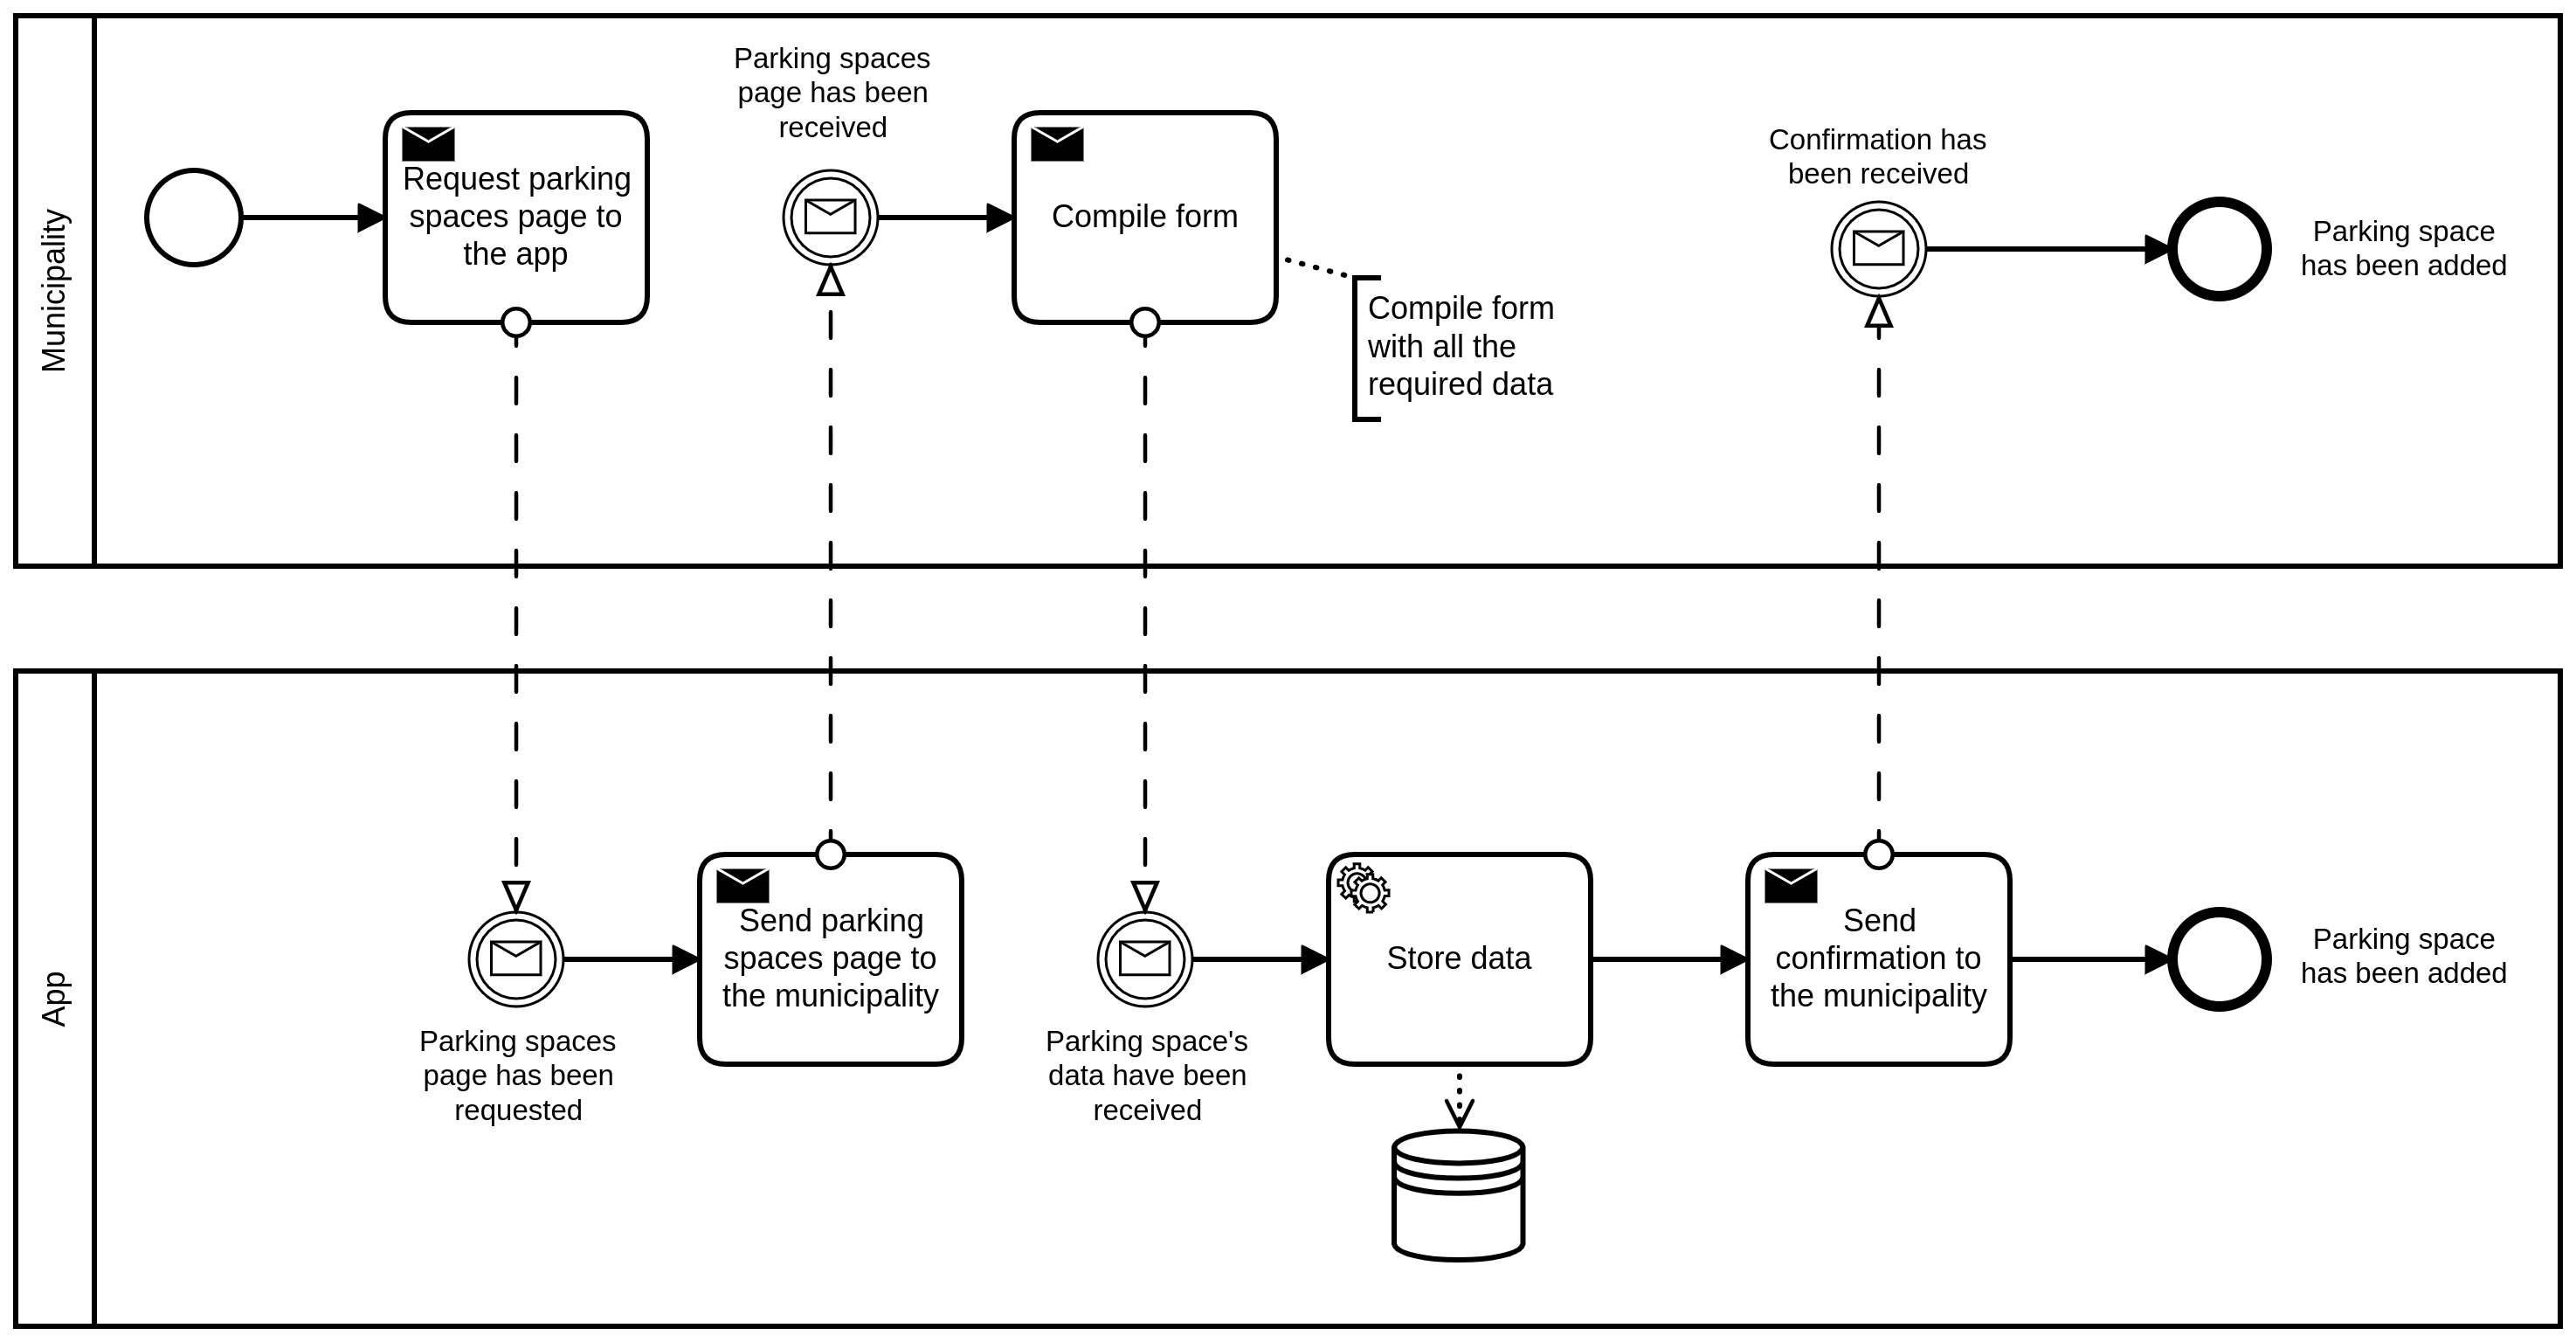 Municipality
Request parking
spaces page to
the app
Parking spaces
page has been
received
Compile form
Compile form
with all the
required data
Confirmation has
been received
Parking space
has been added
App
Parking spaces
page has been
requested
Send parking
spaces page to
the municipality
Parking space's
data have been
received
Store data
Send
confirmation to
the municipality
Parking space
has been added